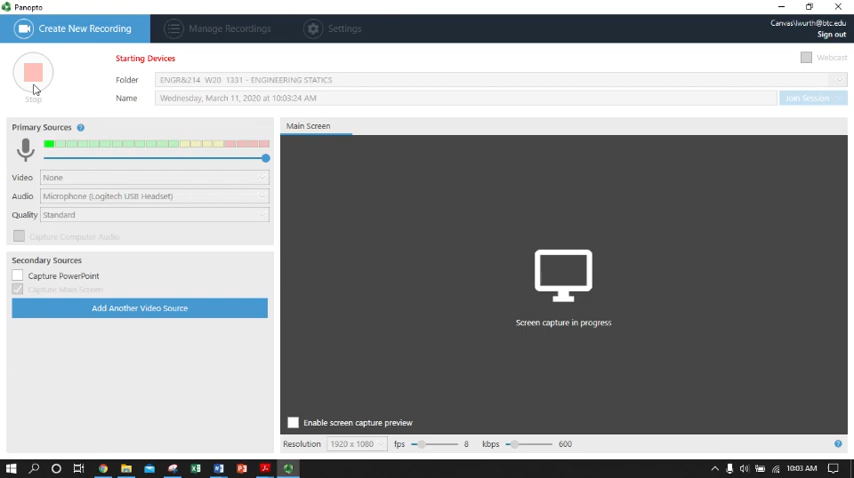 Panopto
Create New Recording
Manage Recordings
Settings
Canvas\lwurth@btc.edu
Sign out
Stop
Starting Devices
Webcast
Folder ENGR&214 W20 1331 - ENGINEERING STATICS
Name Wednesday, March 11, 2020 at 10:03:24 AM
Join Session
Primary Sources ?
Video None
Audio Microphone (Logitech USB Headset)
Quality Standard
Capture Computer Audio
Secondary Sources
Capture PowerPoint
Capture Main Screen
Add Another Video Source
Main Screen
Screen capture in progress
Enable screen capture preview
Resolution 1920 x 1080 fps 8 kbps 600 ?
10:03 AM